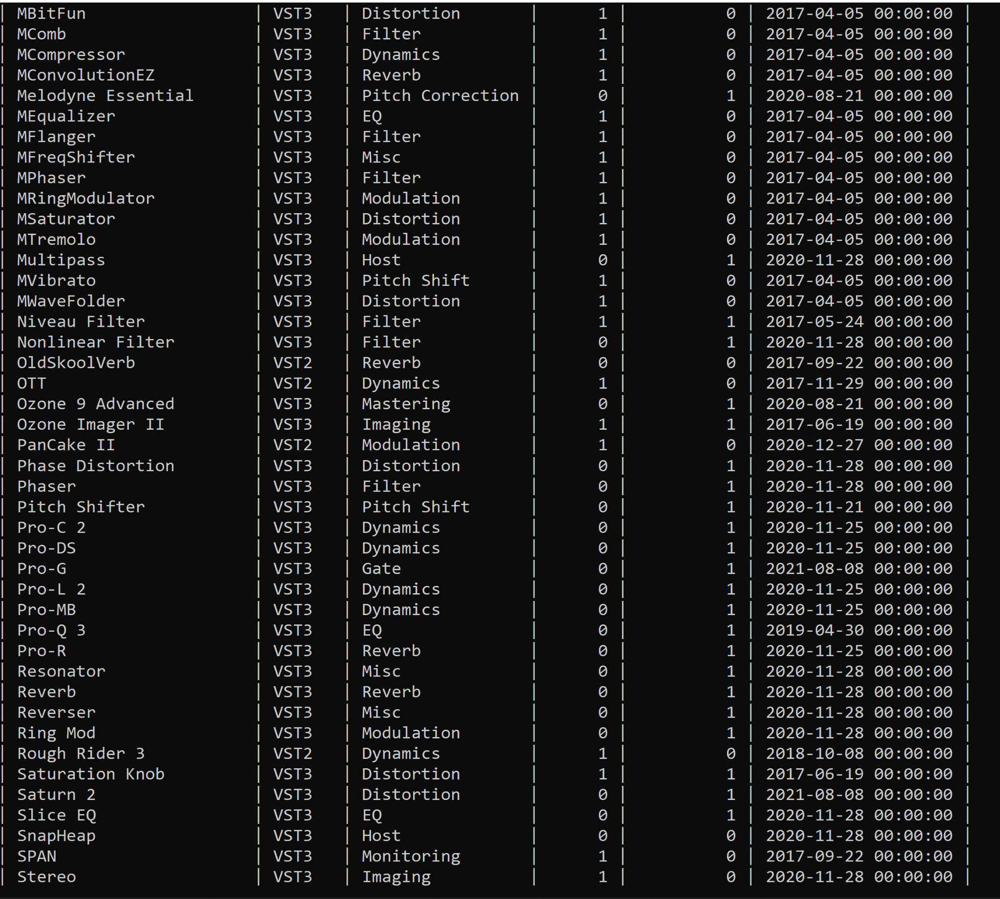 | MBitFun | VST3 | Distortion | 1 | 0 | 2017-04-05 00:00:00 |
| MComb | VST3 | Filter | 1 | 0 | 2017-04-05 00:00:00 |
| MCompressor | VST3 | Dynamics | 1 | 0 | 2017-04-05 00:00:00 |
| MConvolutionEZ | VST3 | Reverb | 1 | 0 | 2017-04-05 00:00:00 |
| Melodyne Essential | VST3 | Pitch Correction | 0 | 1 | 2020-08-21 00:00:00 |
| MEqualizer | VST3 | EQ | 1 | 0 | 2017-04-05 00:00:00 |
| MFlanger | VST3 | Filter | 1 | 0 | 2017-04-05 00:00:00 |
| MFreqShifter | VST3 | Misc | 1 | 0 | 2017-04-05 00:00:00 |
| MPhaser | VST3 | Filter | 1 | 0 | 2017-04-05 00:00:00 |
| MRingModulator | VST3 | Modulation | 1 | 0 | 2017-04-05 00:00:00 |
| MSaturator | VST3 | Distortion | 1 | 0 | 2017-04-05 00:00:00 |
| MTremolo | VST3 | Modulation | 1 | 0 | 2017-04-05 00:00:00 |
| Multipass | VST3 | Host | 0 | 1 | 2020-11-28 00:00:00 |
| MVibrato | VST3 | Pitch Shift | 1 | 0 | 2017-04-05 00:00:00 |
| MWaveFolder | VST3 | Distortion | 1 | 0 | 2017-04-05 00:00:00 |
| Niveau Filter | VST3 | Filter | 1 | 1 | 2017-05-24 00:00:00 |
| Nonlinear Filter | VST3 | Filter | 0 | 1 | 2020-11-28 00:00:00 |
| OldSkoolVerb | VST2 | Reverb | 0 | 0 | 2017-09-22 00:00:00 |
| OTT | VST2 | Dynamics | 1 | 0 | 2017-11-29 00:00:00 |
| Ozone 9 Advanced | VST3 | Mastering | 0 | 1 | 2020-08-21 00:00:00 |
| Ozone Imager II | VST3 | Imaging | 1 | 1 | 2017-06-19 00:00:00 |
| PanCake II | VST2 | Modulation | 1 | 0 | 2020-12-27 00:00:00 |
| Phase Distortion | VST3 | Distortion | 0 | 1 | 2020-11-28 00:00:00 |
| Phaser | VST3 | Filter | 0 | 1 | 2020-11-28 00:00:00 |
| Pitch Shifter | VST3 | Pitch Shift | 0 | 1 | 2020-11-21 00:00:00 |
| Pro-C 2 | VST3 | Dynamics | 0 | 1 | 2020-11-25 00:00:00 |
| Pro-DS | VST3 | Dynamics | 0 | 1 | 2020-11-25 00:00:00 |
| Pro-G | VST3 | Gate | 0 | 1 | 2021-08-08 00:00:00 |
| Pro-L 2 | VST3 | Dynamics | 0 | 1 | 2020-11-25 00:00:00 |
| Pro-MB | VST3 | Dynamics | 0 | 1 | 2020-11-25 00:00:00 |
| Pro-Q 3 | VST3 | EQ | 0 | 1 | 2019-04-30 00:00:00 |
| Pro-R | VST3 | Reverb | 0 | 1 | 2020-11-25 00:00:00 |
| Resonator | VST3 | Misc | 0 | 1 | 2020-11-28 00:00:00 |
| Reverb | VST3 | Reverb | 0 | 1 | 2020-11-28 00:00:00 |
| Reverser | VST3 | Misc | 0 | 1 | 2020-11-28 00:00:00 |
| Ring Mod | VST3 | Modulation | 0 | 1 | 2020-11-28 00:00:00 |
| Rough Rider 3 | VST2 | Dynamics | 1 | 0 | 2018-10-08 00:00:00 |
| Saturation Knob | VST3 | Distortion | 1 | 1 | 2017-06-19 00:00:00 |
| Saturn 2 | VST3 | Distortion | 0 | 1 | 2021-08-08 00:00:00 |
| Slice EQ | VST3 | EQ | 0 | 1 | 2020-11-28 00:00:00 |
| SnapHeap | VST3 | Host | 0 | 0 | 2020-11-28 00:00:00 |
| SPAN | VST3 | Monitoring | 1 | 0 | 2017-09-22 00:00:00 |
| Stereo | VST3 | Imaging | 1 | 0 | 2020-11-28 00:00:00 |